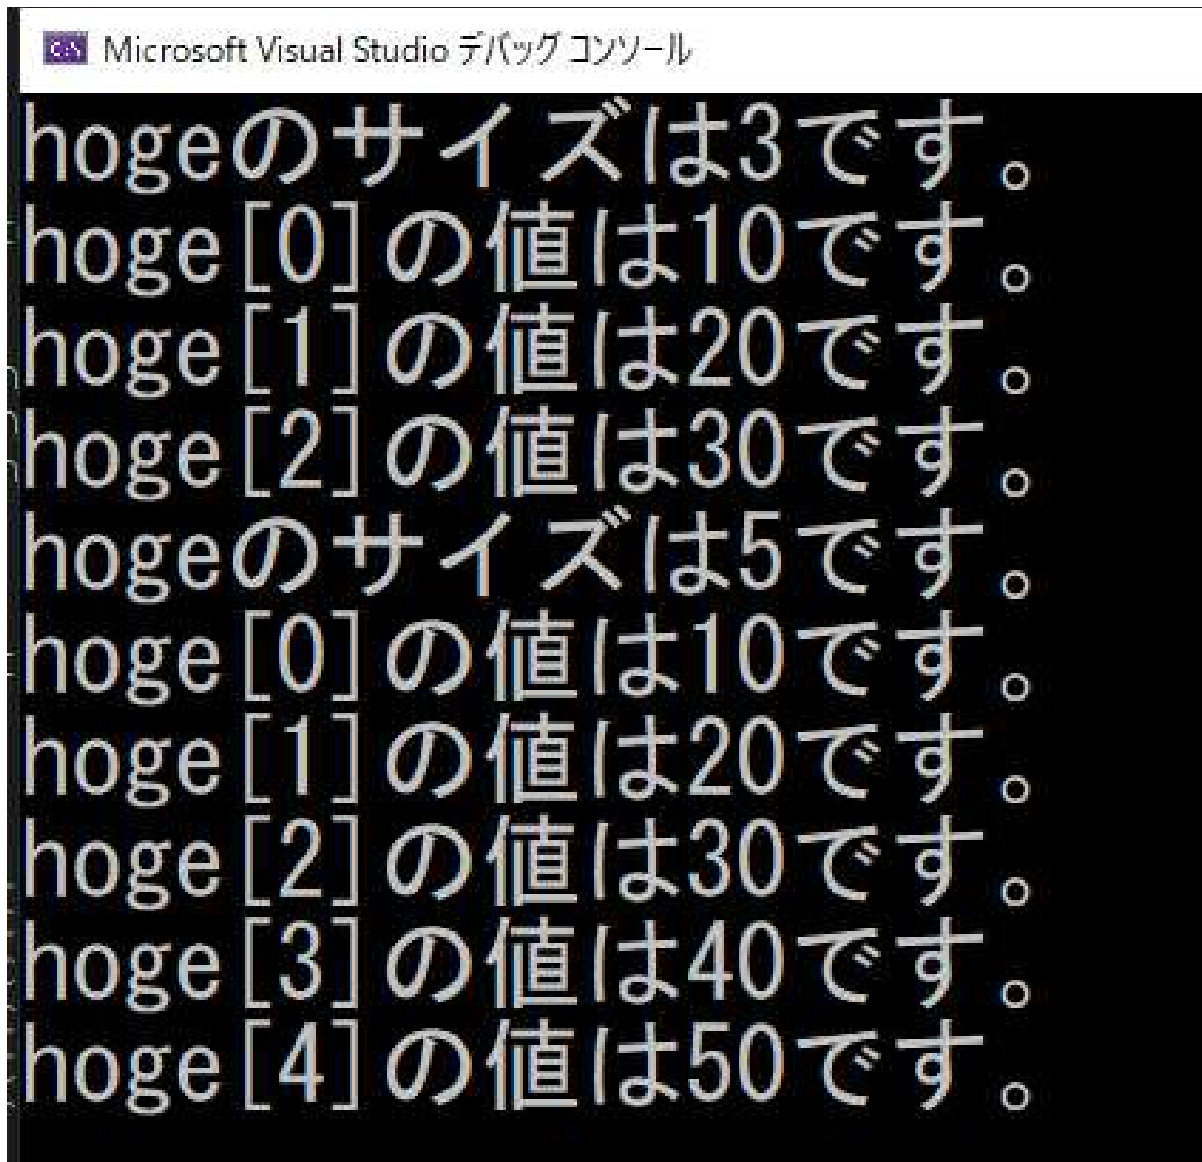 Microsoft Visual Studio デバッグ コンソール
hogeのサイズは3です。
hoge[0]の値は10です。
hoge[1]の値は20です。
hoge[2]の値は30です。
hogeのサイズは5です。
hoge[0]の値は10です。
hoge[1]の値は20です。
hoge[2]の値は30です。
hoge[3]の値は40です。
hoge[4]の値は50です。